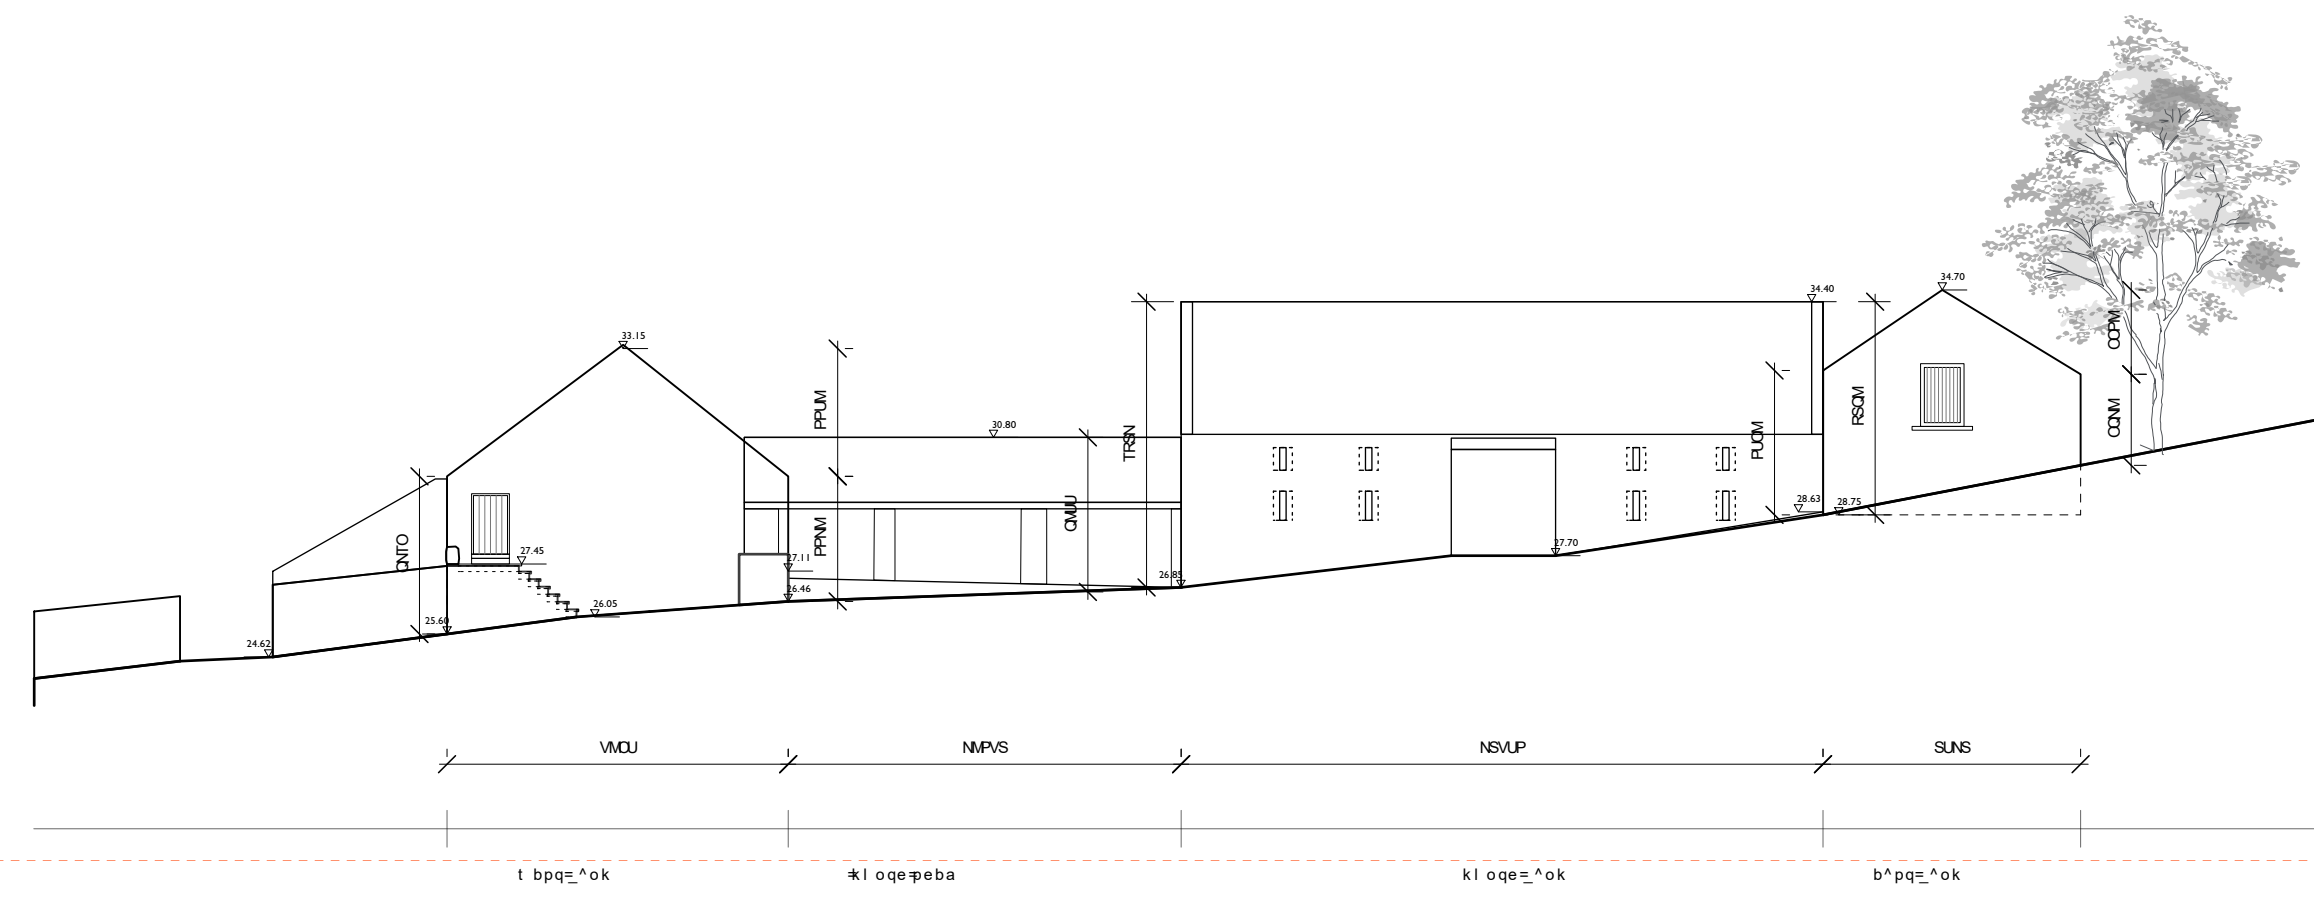 34.70
34.40
33.15
30.80
28.63
28.75
27.70
27.45
27.11
26.85
26.46
26.05
25.60
24.62
CCPM
CQNM
RSQM
PUCM
TRSN
QMUU
PPUM
PPNM
QNTO
VMCU
NMPVS
NSVUP
SUNS
t bpq=_^ok
=kl oqe=peba
kl oqe=_^ok
b^pq=_^ok